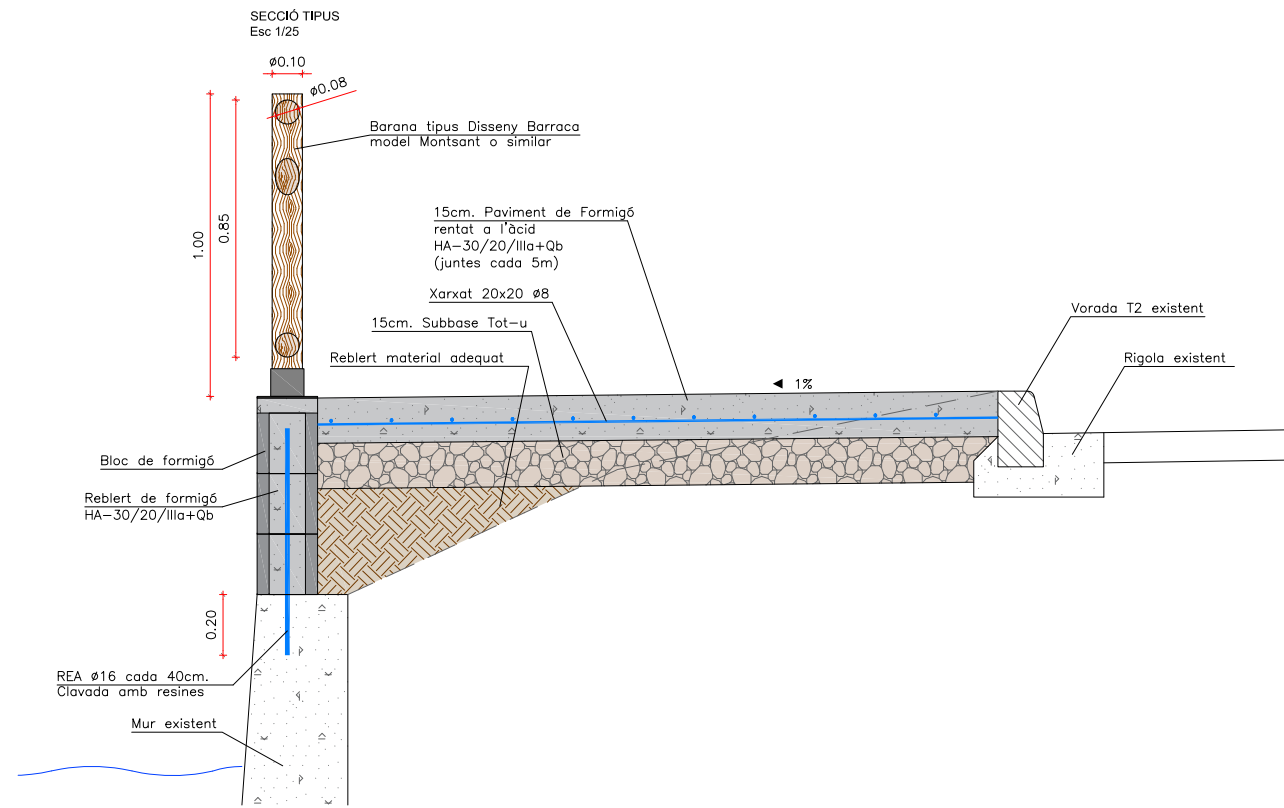 SECCIÓ TIPUS
Esc 1/25
ø0.10
ø0.08
Barana tipus Disseny Barraca
model Montsant o similar
1.00
0.85
15cm. Paviment de Formigó
rentat a l'àcid
HA-30/20/IIIa+Qb
(juntes cada 5m)
Xarxat 20x20 ø8
15cm. Subbase Tot-u
Reblert material adequat
1%
Vorada T2 existent
Rigola existent
Bloc de formigó
Reblert de formigó
HA-30/20/IIIa+Qb
0.20
REA ø16 cada 40cm.
Clavada amb resines
Mur existent